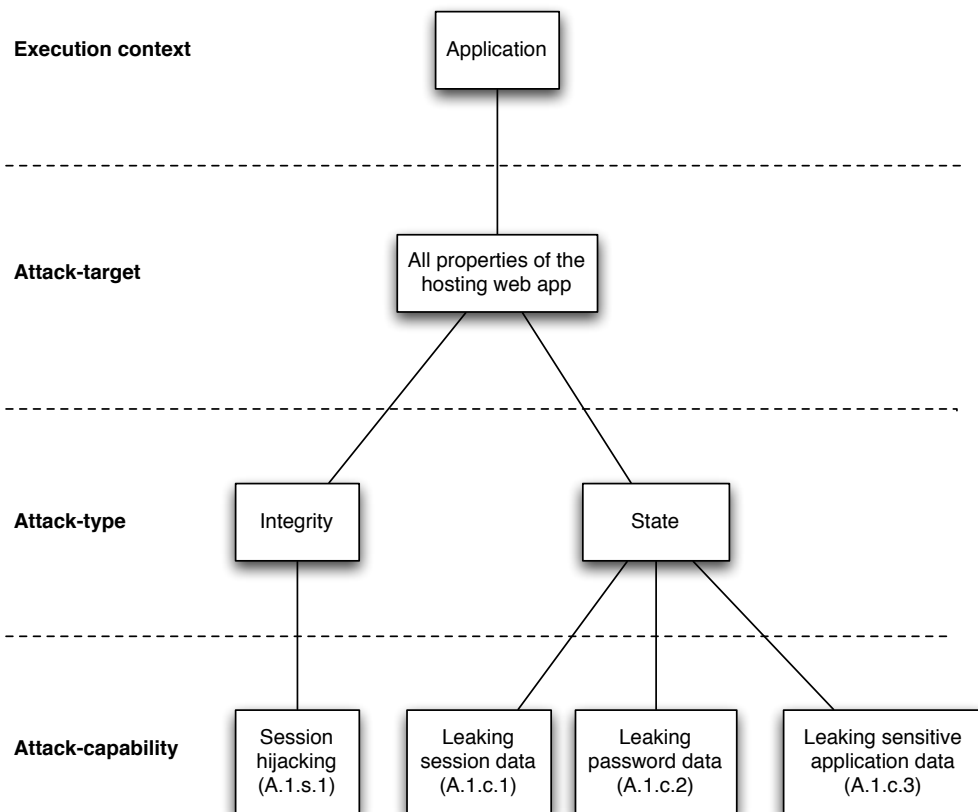 Execution context
Application
Attack-target
All properties of the
hosting web app
Attack-type
Integrity
State
Attack-capability
Session
hijacking
(A.1.s.1)
Leaking
session data
(A.1.c.1)
Leaking
password data
(A.1.c.2)
Leaking sensitive
application data
(A.1.c.3)